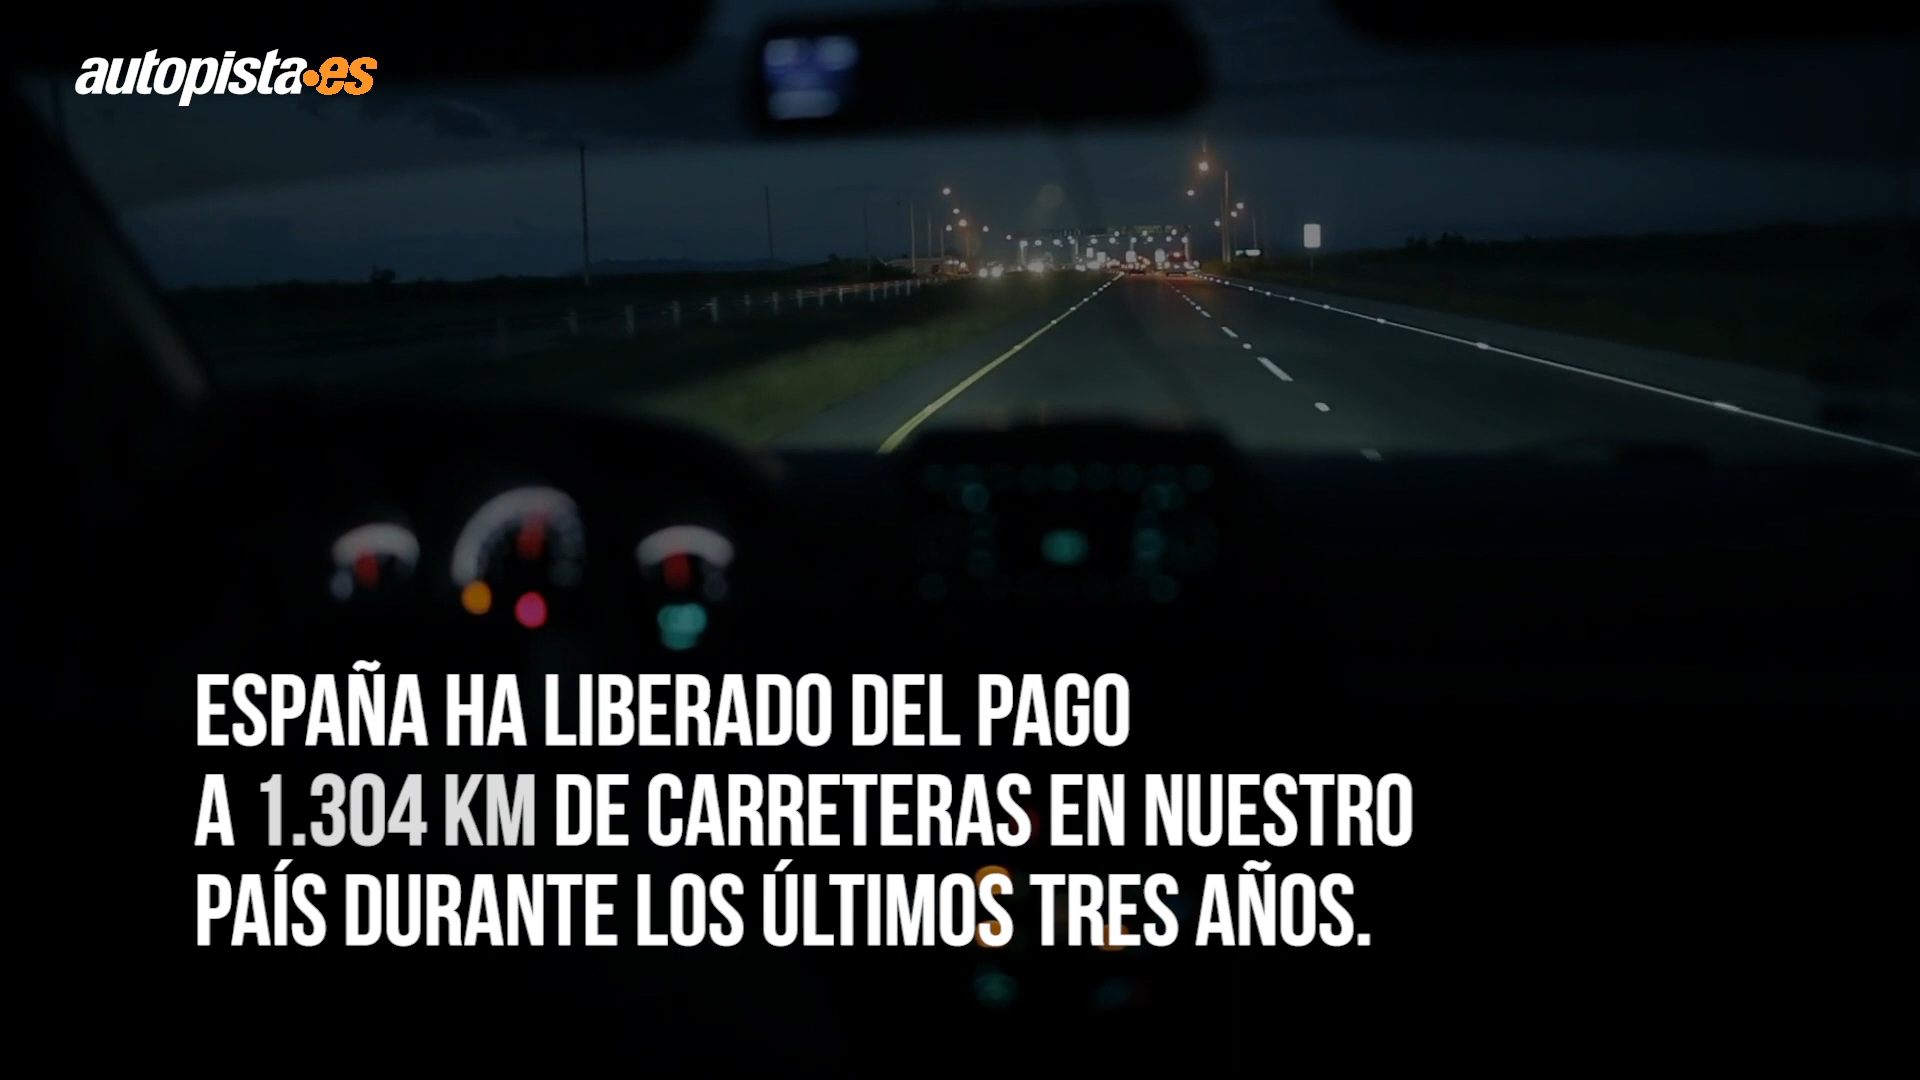 autopista.es
ESPAÑA HA LIBERADO DEL PAGO
A 1.304 KM DE CARRETERAS EN NUESTRO
PAÍS DURANTE LOS ÚLTIMOS TRES AÑOS.